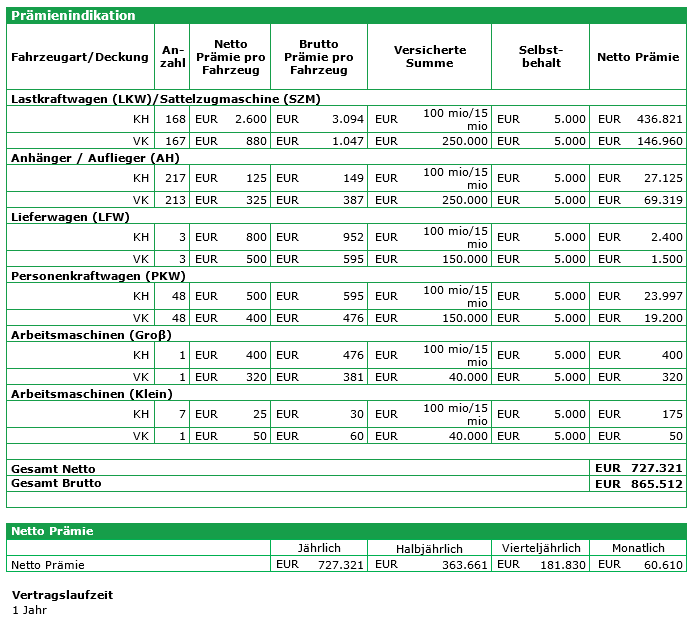 Prämienindikation
Fahrzeugart/Deckung An-zahl Netto Prämie pro Fahrzeug Brutto Prämie pro Fahrzeug Versicherte Summe Selbst-behalt Netto Prämie
Lastkraftwagen (LKW)/Sattelzugmaschine (SZM)
KH 168 EUR 2.600 EUR 3.094 EUR 100 mio/15 mio EUR 5.000 EUR 436.821
VK 167 EUR 880 EUR 1.047 EUR 250.000 EUR 5.000 EUR 146.960
Anhänger / Auflieger (AH)
KH 217 EUR 125 EUR 149 EUR 100 mio/15 mio EUR 5.000 EUR 27.125
VK 213 EUR 325 EUR 387 EUR 250.000 EUR 5.000 EUR 69.319
Lieferwagen (LFW)
KH 3 EUR 800 EUR 952 EUR 100 mio/15 mio EUR 5.000 EUR 2.400
VK 3 EUR 500 EUR 595 EUR 150.000 EUR 5.000 EUR 1.500
Personenkraftwagen (PKW)
KH 48 EUR 500 EUR 595 EUR 100 mio/15 mio EUR 5.000 EUR 23.997
VK 48 EUR 400 EUR 476 EUR 150.000 EUR 5.000 EUR 19.200
Arbeitsmaschinen (Groß)
KH 1 EUR 400 EUR 476 EUR 100 mio/15 mio EUR 5.000 EUR 400
VK 1 EUR 320 EUR 381 EUR 40.000 EUR 5.000 EUR 320
Arbeitsmaschinen (Klein)
KH 7 EUR 25 EUR 30 EUR 100 mio/15 mio EUR 5.000 EUR 175
VK 1 EUR 50 EUR 60 EUR 40.000 EUR 5.000 EUR 50
Gesamt Netto EUR 727.321
Gesamt Brutto EUR 865.512
Netto Prämie
Jährlich Halbjährlich Vierteljährlich Monatlich
Netto Prämie EUR 727.321 EUR 363.661 EUR 181.830 EUR 60.610
Vertragslaufzeit
1 Jahr